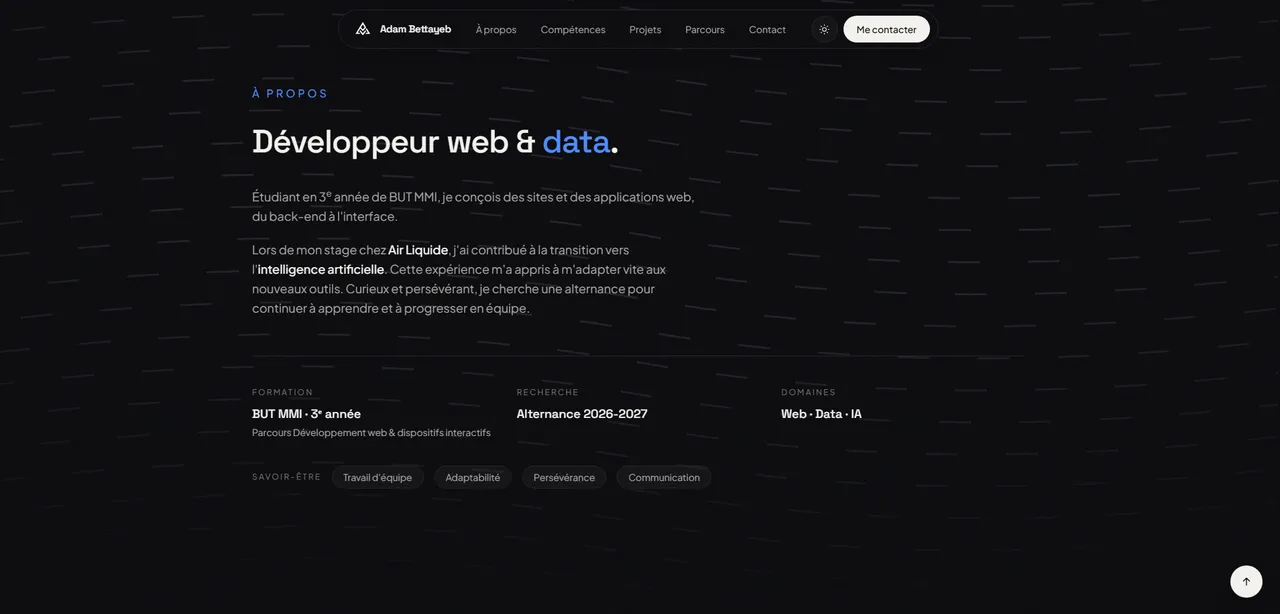 Adam Bettayeb À propos Compétences Projets Parcours Contact Me contacter
À PROPOS
Développeur web & data.
Étudiant en 3e année de BUT MMI, je conçois des sites et des applications web,
du back-end à l'interface.
Lors de mon stage chez Air Liquide, j'ai contribué à la transition vers
l'intelligence artificielle. Cette expérience m'a appris à m'adapter vite aux
nouveaux outils. Curieux et persévérant, je cherche une alternance pour
continuer à apprendre et à progresser en équipe.
FORMATION
BUT MMI · 3e année
Parcours Développement web & dispositifs interactifs
RECHERCHE
Alternance 2026-2027
DOMAINES
Web · Data · IA
SAVOIR-ÊTRE Travail d'équipe Adaptabilité Persévérance Communication